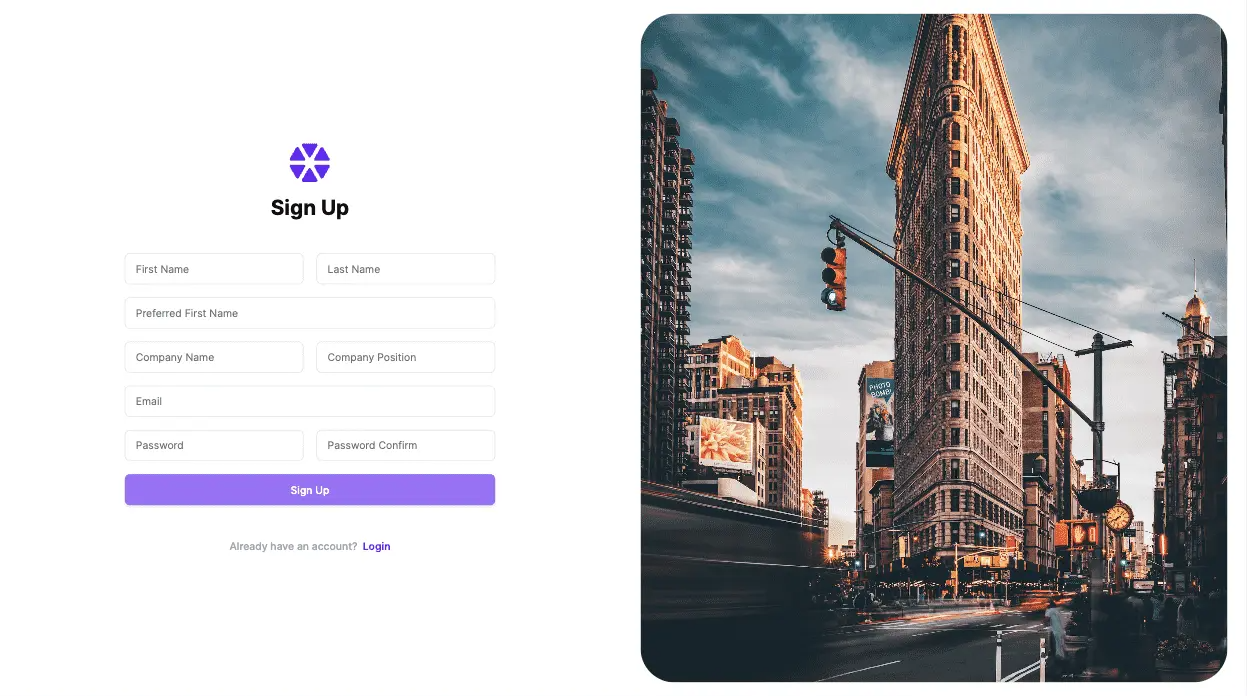 Sign Up
First Name
Last Name
Preferred First Name
Company Name
Company Position
Email
Password
Password Confirm
Sign Up
Already have an account? Login
PHOTO
BOMB!